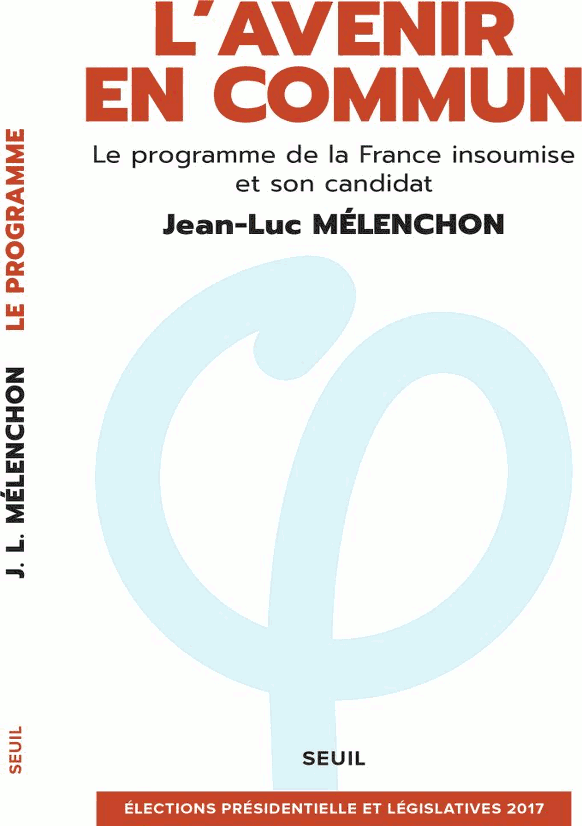 L’AVENIR
EN COMMUN
Le programme de la France insoumise
et son candidat
Jean-Luc MÉLENCHON
SEUIL
ÉLECTIONS PRÉSIDENTIELLE ET LÉGISLATIVES 2017
J. L. MÉLENCHON LE PROGRAMME
SEUIL